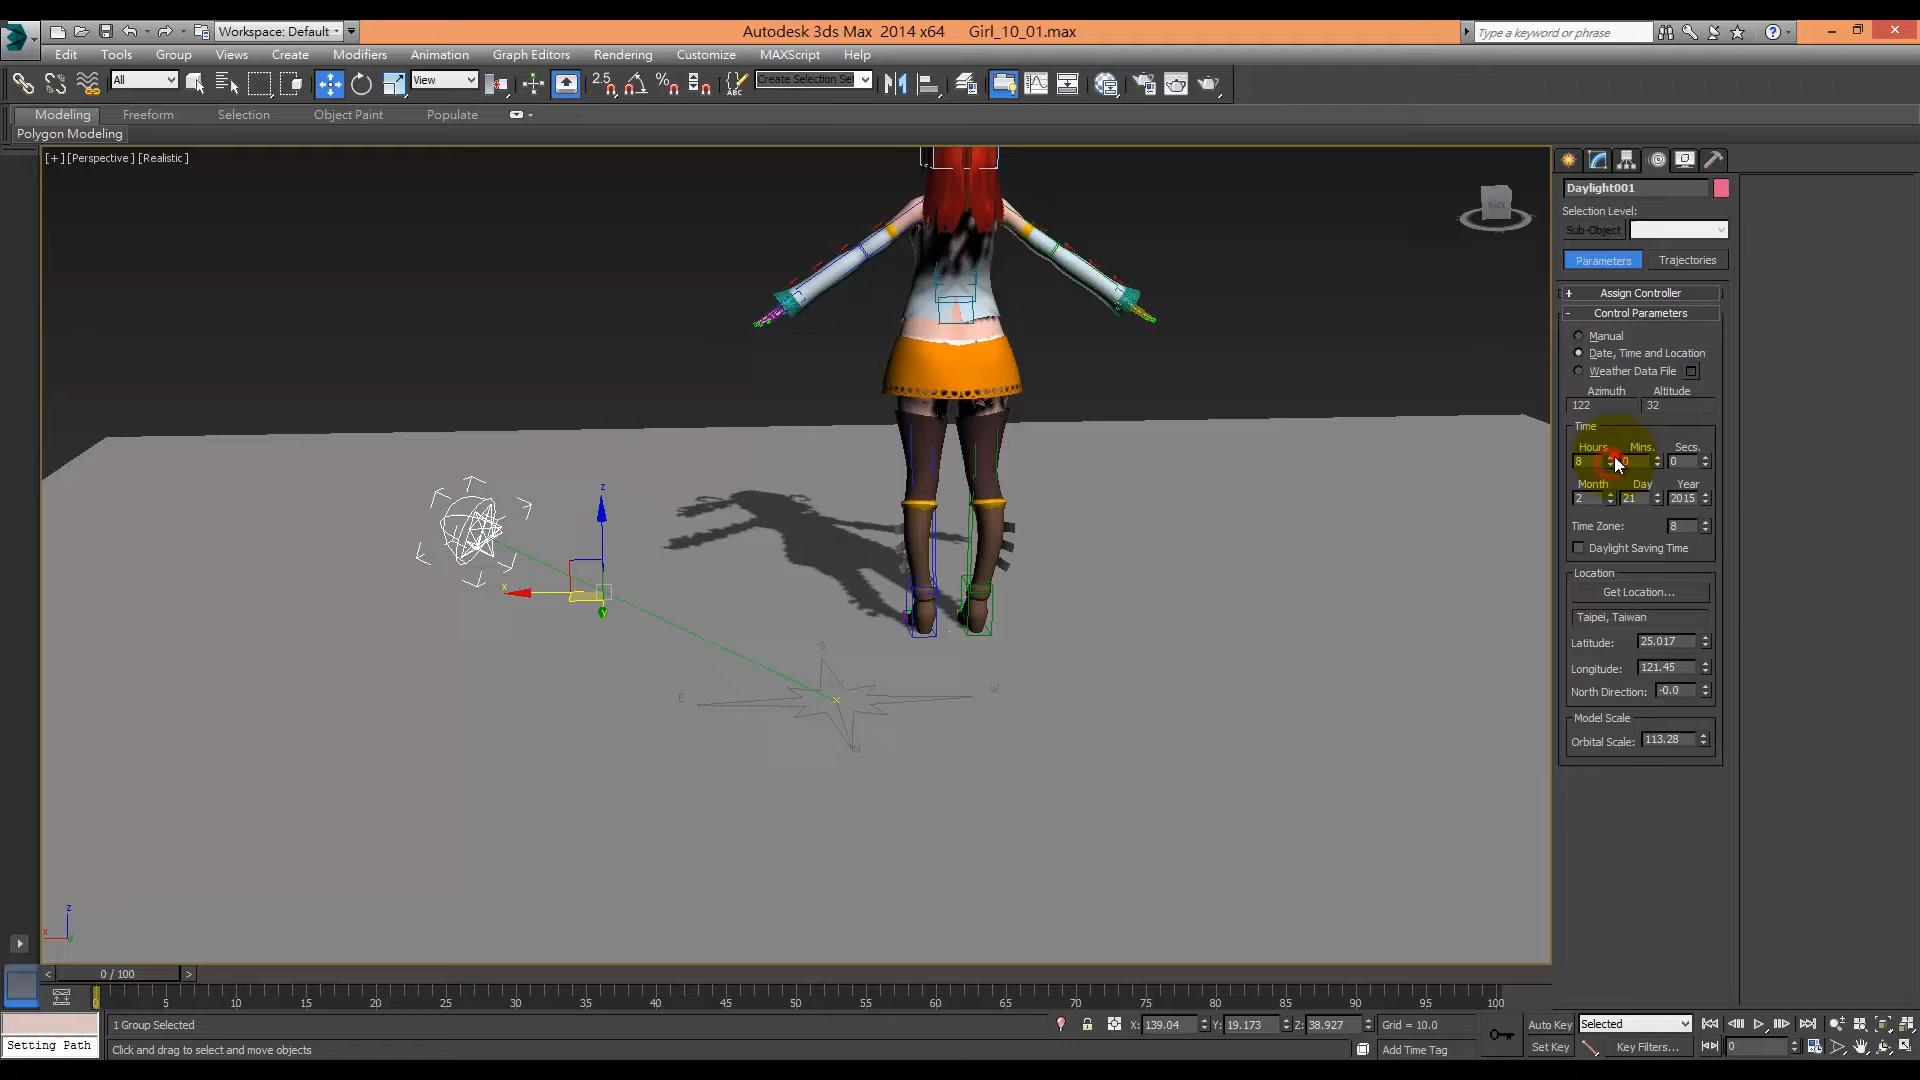 Workspace: Default
Autodesk 3ds Max 2014 x64 Girl_10_01.max
Type a keyword or phrase
Edit Tools Group Views Create Modifiers Animation Graph Editors Rendering Customize MAXScript Help
All
View
2.5
Create Selection Set
Modeling Freeform Selection Object Paint Populate
Polygon Modeling
[+] [Perspective] [Realistic]
Daylight001
Selection Level:
Sub-Object
Parameters Trajectories
+ Assign Controller
- Control Parameters
Manual
Date, Time and Location
Weather Data File
Azimuth Altitude
122 32
Time
Hours Mins. Secs.
8 0 0
Month Day Year
2 21 2015
Time Zone: 8
Daylight Saving Time
Location
Get Location...
Taipei, Taiwan
Latitude: 25.017
Longitude: 121.45
North Direction: -0.0
Model Scale
Orbital Scale: 113.28
z
x
y
S
E
W
N
z
x
y
< 0 / 100 >
0 5 10 15 20 25 30 35 40 45 50 55 60 65 70 75 80 85 90 95 100
1 Group Selected
X: 139.04 Y: 19.173 Z: 38.927 Grid = 10.0
Auto Key Selected
Setting Path
Click and drag to select and move objects
Add Time Tag
Set Key Key Filters... 0